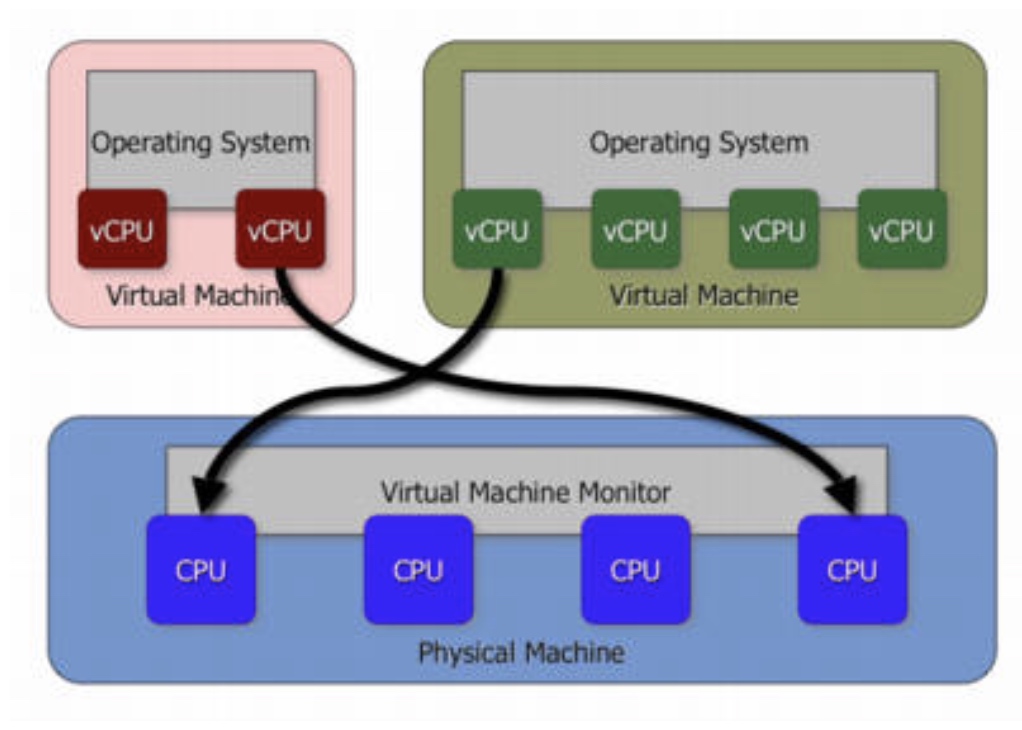 Operating System
Operating System
vCPU
vCPU
vCPU
vCPU
vCPU
vCPU
Virtual Machine
Virtual Machine
Virtual Machine Monitor
CPU
CPU
CPU
CPU
Physical Machine